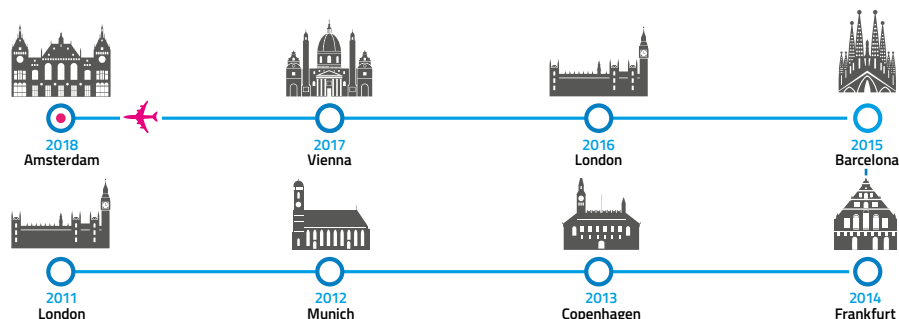 2018
Amsterdam
2017
Vienna
2016
London
2015
Barcelona
2011
London
2012
Munich
2013
Copenhagen
2014
Frankfurt